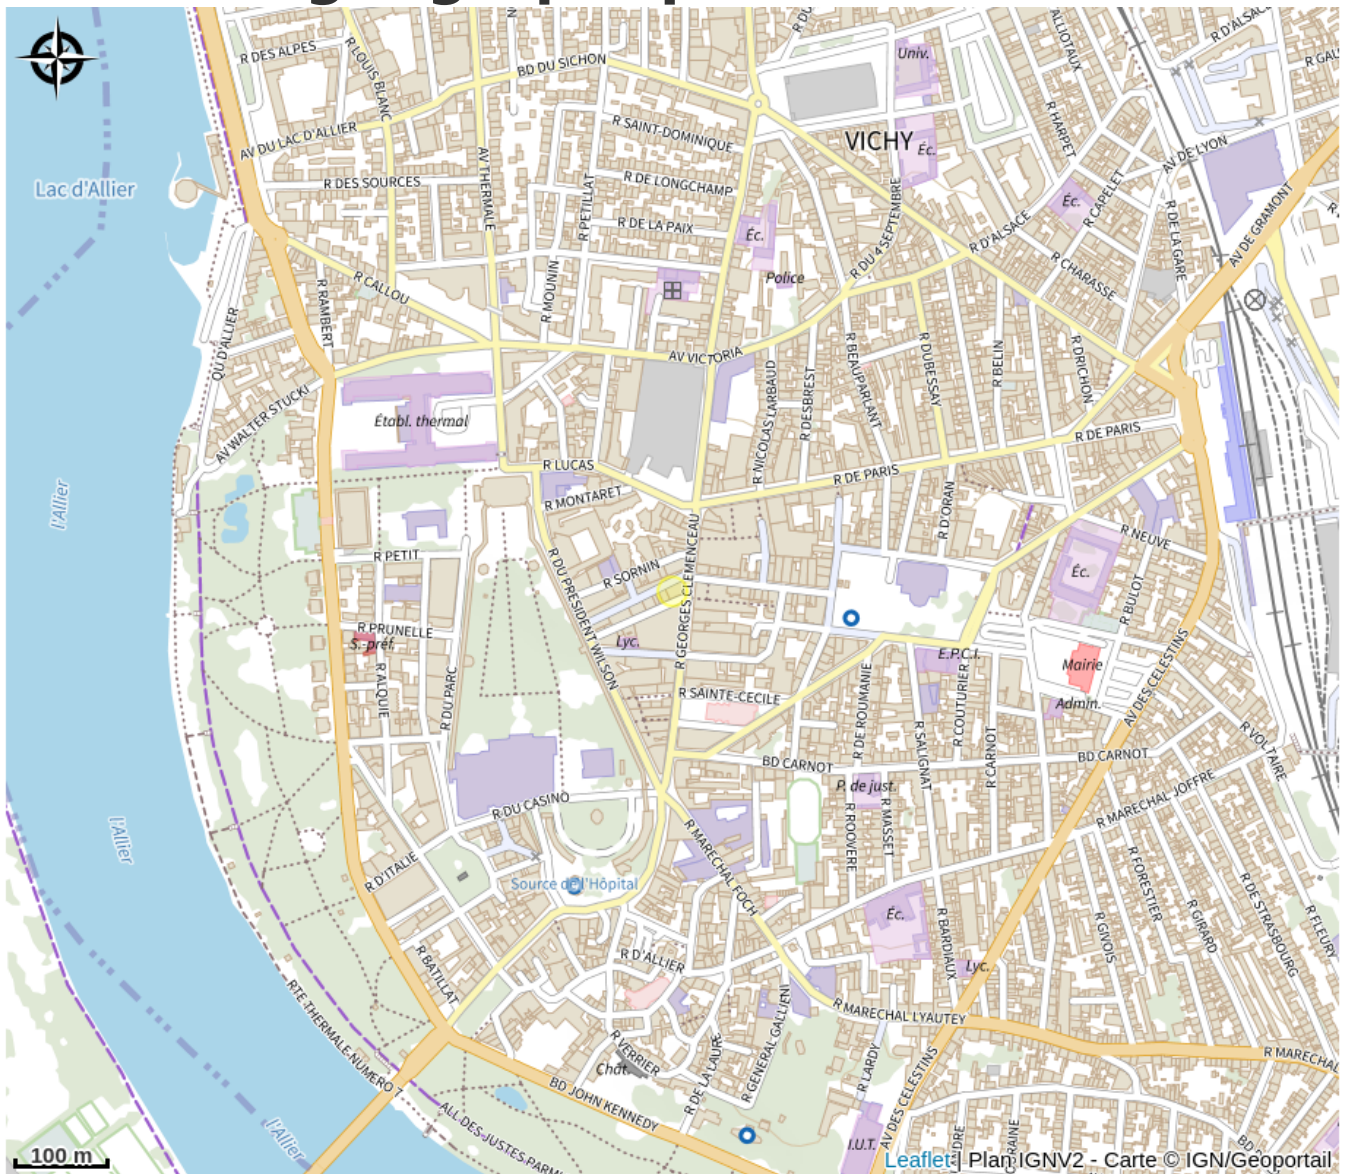 R DES ALPES
R LOUIS BLANC
BD DU SICHON
Univ.
ALLIOTAUX
R D'ALSACE
AV DU LAC D'ALLIER
R SAINT-DOMINIQUE
VICHY
Éc.
R HARPET
AV DE LYON
Lac d'Allier
R DES SOURCES
AV THERMALE
R PETILLAT
R DE LONGCHAMP
R DE LA PAIX
Éc.
R DU 4 SEPTEMBRE
Éc.
R CAPELET
R DE LA GARE
AV DE GRAMONT
R D'ALSACE
R CHARASSE
Police
R CALLOU
R RAMBERT
R MOUNIN
QU D'ALLIER
AV VICTORIA
R BEAUPARLANT
R DUBESSAY
R BELIN
R DRICHON
AV WALTER STUCKI
Établ. thermal
R NICOLAS LARBAUD
R DESBREST
R DE PARIS
R LUCAS
R DE PARIS
R MONTARET
l'Allier
R D'ORAN
R NEUVE
R PETIT
R DU PRESIDENT WILSON
R SORNIN
R GEORGES CLEMENCEAU
Éc.
R BULOT
R PRUNELLE
S.-préf.
Lyc.
E.P.C.I.
Mairie
R ALQUIE
R DU PARC
R SAINTE-CECILE
R DE ROUMANIE
R SALIGNAT
R COUTURIER
R CARNOT
Admin.
AV DES CELESTINS
R VOLTAIRE
BD CARNOT
BD CARNOT
P. de just.
R DU CASINO
R MARECHAL JOFFRE
l'Allier
R MARECHAL FOCH
R ROOVERE
R MASSET
R D'ITALIE
Source de l'Hôpital
R FORESTIER
R GIRARD
R DE STRASBOURG
R FLEURY
Éc.
R BARDIAUX
R GIVOIS
R BATILLAT
R D'ALLIER
Lyc.
RTE THERMALE NUMERO 7
R GENERAL GALLIENI
R MARECHAL LYAUTEY
R VERRIER
Chât.
R DE LA LAURE
R LARDY
R MARECHAL
BD JOHN KENNEDY
AV DES CELESTINS
ALL DES JUSTES PARMI
l'Allier
I.U.T.
100 m
Leaflet | Plan IGNV2 - Carte © IGN/Geoportail